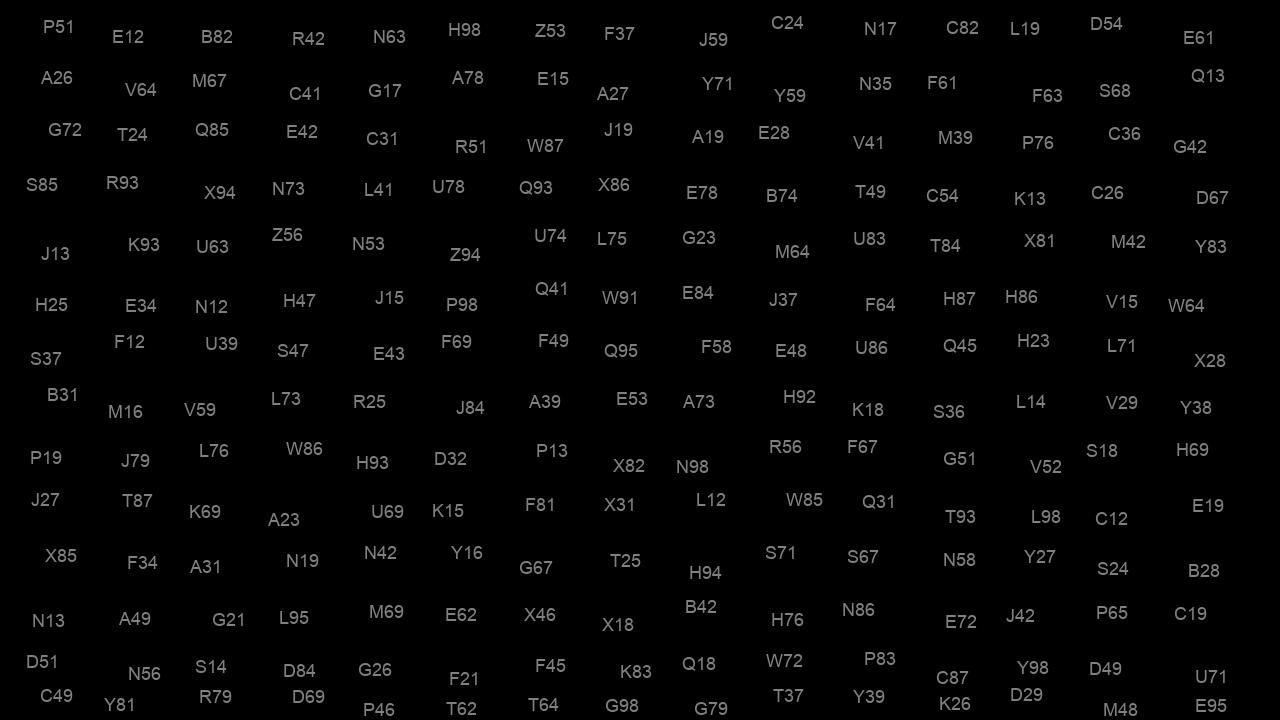 P51 E12 B82 R42 N63 H98 Z53 F37 J59 C24 N17 C82 L19 D54 E61
A26 V64 M67 C41 G17 A78 E15 A27 Y71 Y59 N35 F61 F63 S68 Q13
G72 T24 Q85 E42 C31 R51 W87 J19 A19 E28 V41 M39 P76 C36 G42
S85 R93 X94 N73 L41 U78 Q93 X86 E78 B74 T49 C54 K13 C26 D67
J13 K93 U63 Z56 N53 Z94 U74 L75 G23 M64 U83 T84 X81 M42 Y83
H25 E34 N12 H47 J15 P98 Q41 W91 E84 J37 F64 H87 H86 V15 W64
S37 F12 U39 S47 E43 F69 F49 Q95 F58 E48 U86 Q45 H23 L71 X28
B31 M16 V59 L73 R25 J84 A39 E53 A73 H92 K18 S36 L14 V29 Y38
P19 J79 L76 W86 H93 D32 P13 X82 N98 R56 F67 G51 V52 S18 H69
J27 T87 K69 A23 U69 K15 F81 X31 L12 W85 Q31 T93 L98 C12 E19
X85 F34 A31 N19 N42 Y16 G67 T25 H94 S71 S67 N58 Y27 S24 B28
N13 A49 G21 L95 M69 E62 X46 X18 B42 H76 N86 E72 J42 P65 C19
D51 N56 S14 D84 G26 F21 F45 K83 Q18 W72 P83 C87 Y98 D49 U71
C49 Y81 R79 D69 P46 T62 T64 G98 G79 T37 Y39 K26 D29 M48 E95